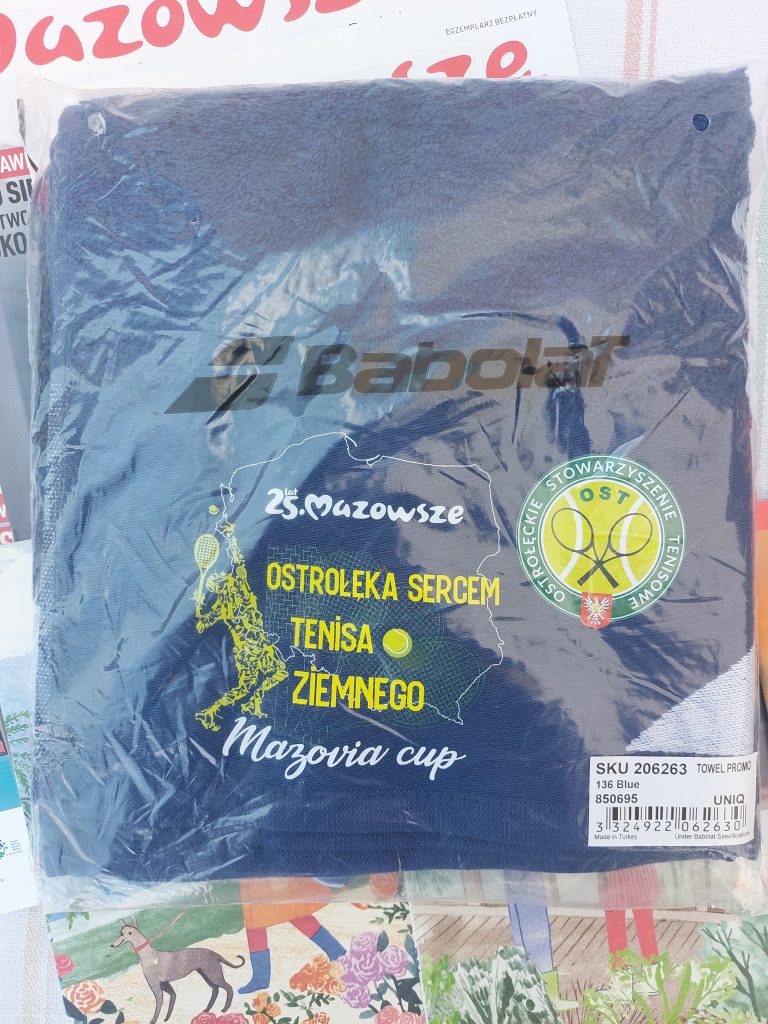 Mazowsze
EGZEMPLARZ BEZPŁATNY
Babolat
25 lat. Mazowsze
OSTROŁĘCKIE STOWARZYSZENIE TENISOWE
OST
OSTROŁĘKA SERCEM
TENISA
ZIEMNEGO
Mazovia cup
SKU 206263 TOWEL PROMO
136 Blue
850695 UNIQ
3 324922 062630
Made in Turkey Under Babolat Specifications